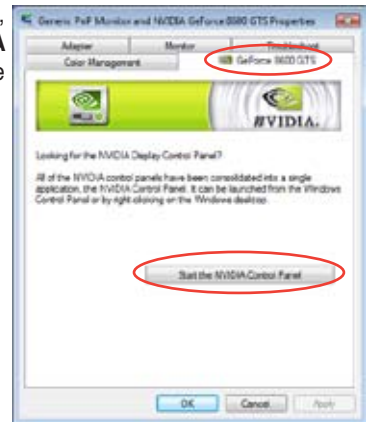 Generic PnP Monitor and NVIDIA GeForce 8600 GTS Properties
Adapter Monitor Troubleshoot
Color Management GeForce 8600 GTS
NVIDIA.
Looking for the NVIDIA Display Control Panel?
All of the NVIDIA control panels have been consolidated into a single
application, the NVIDIA Control Panel. It can be launched from the Windows
Control Panel or by right clicking on the Windows desktop.
Start the NVIDIA Control Panel
OK Cancel Apply